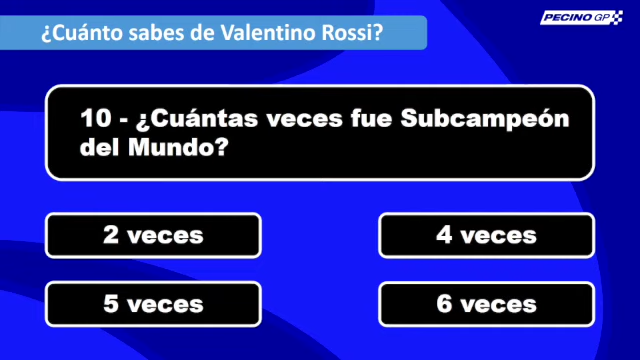 ¿Cuánto sabes de Valentino Rossi?
PECINO GP
10 - ¿Cuántas veces fue Subcampeón
del Mundo?
2 veces
4 veces
5 veces
6 veces